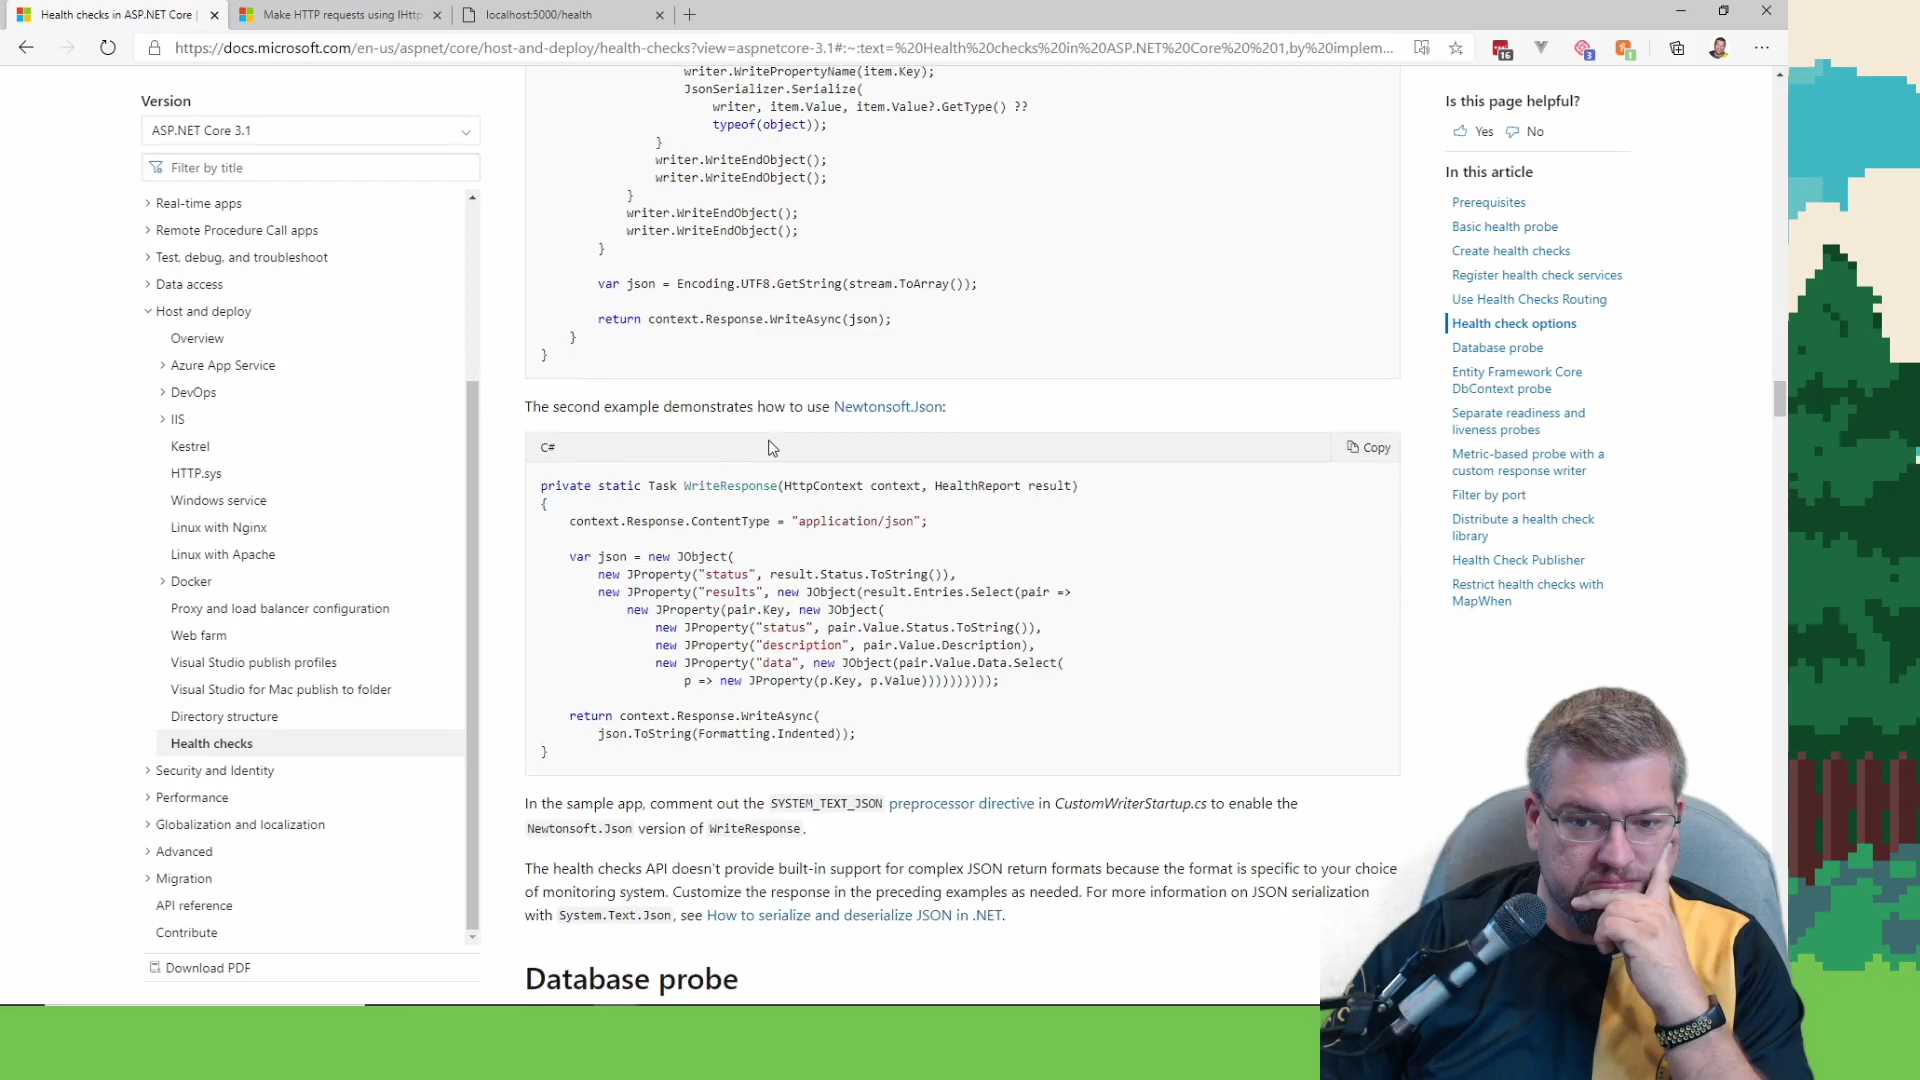 Health checks in ASP.NET Core |
Make HTTP requests using IHttp
localhost:5000/health
https://docs.microsoft.com/en-us/aspnet/core/host-and-deploy/health-checks?view=aspnetcore-3.1#:~:text=%20Health%20checks%20in%20ASP.NET%20Core%20%201,by%20implem...
16
3
1
Version
ASP.NET Core 3.1
Filter by title
Real-time apps
Remote Procedure Call apps
Test, debug, and troubleshoot
Data access
Host and deploy
Overview
Azure App Service
DevOps
IIS
Kestrel
HTTP.sys
Windows service
Linux with Nginx
Linux with Apache
Docker
Proxy and load balancer configuration
Web farm
Visual Studio publish profiles
Visual Studio for Mac publish to folder
Directory structure
Health checks
Security and Identity
Performance
Globalization and localization
Advanced
Migration
API reference
Contribute
Download PDF
writer.WritePropertyName(item.Key);
JsonSerializer.Serialize(
writer, item.Value, item.Value?.GetType() ??
typeof(object));
}
writer.WriteEndObject();
writer.WriteEndObject();
}
writer.WriteEndObject();
writer.WriteEndObject();
}
var json = Encoding.UTF8.GetString(stream.ToArray());
return context.Response.WriteAsync(json);
}
}
The second example demonstrates how to use Newtonsoft.Json:
C#
Copy
private static Task WriteResponse(HttpContext context, HealthReport result)
{
context.Response.ContentType = "application/json";
var json = new JObject(
new JProperty("status", result.Status.ToString()),
new JProperty("results", new JObject(result.Entries.Select(pair =>
new JProperty(pair.Key, new JObject(
new JProperty("status", pair.Value.Status.ToString()),
new JProperty("description", pair.Value.Description),
new JProperty("data", new JObject(pair.Value.Data.Select(
p => new JProperty(p.Key, p.Value))))))))));
return context.Response.WriteAsync(
json.ToString(Formatting.Indented));
}
In the sample app, comment out the SYSTEM_TEXT_JSON preprocessor directive in CustomWriterStartup.cs to enable the
Newtonsoft.Json version of WriteResponse.
The health checks API doesn't provide built-in support for complex JSON return formats because the format is specific to your choice
of monitoring system. Customize the response in the preceding examples as needed. For more information on JSON serialization
with System.Text.Json, see How to serialize and deserialize JSON in .NET.
Database probe
Is this page helpful?
Yes
No
In this article
Prerequisites
Basic health probe
Create health checks
Register health check services
Use Health Checks Routing
Health check options
Database probe
Entity Framework Core
DbContext probe
Separate readiness and
liveness probes
Metric-based probe with a
custom response writer
Filter by port
Distribute a health check
library
Health Check Publisher
Restrict health checks with
MapWhen